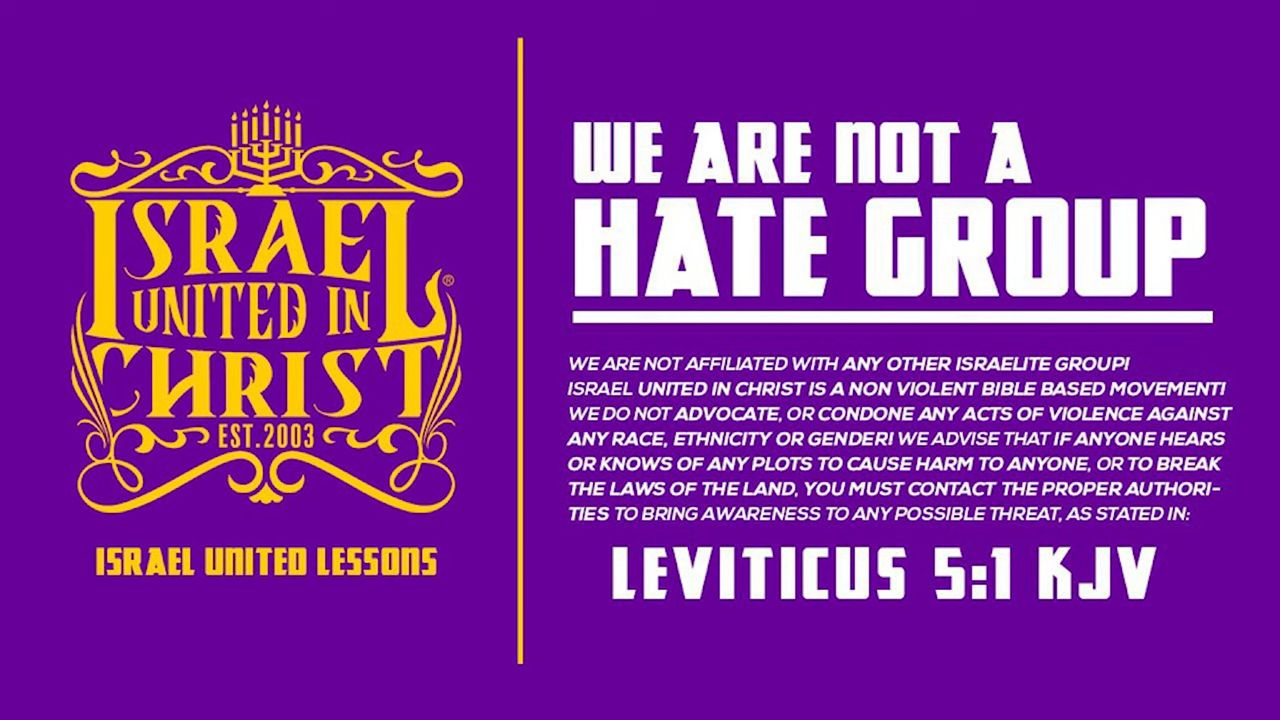 ISRAEL
UNITED IN
CHRIST
®
EST.2003
ISRAEL UNITED LESSONS
WE ARE NOT A
HATE GROUP
WE ARE NOT AFFILIATED WITH ANY OTHER ISRAELITE GROUP!
ISRAEL UNITED IN CHRIST IS A NON VIOLENT BIBLE BASED MOVEMENT!
WE DO NOT ADVOCATE, OR CONDONE ANY ACTS OF VIOLENCE AGAINST
ANY RACE, ETHNICITY OR GENDER! WE ADVISE THAT IF ANYONE HEARS
OR KNOWS OF ANY PLOTS TO CAUSE HARM TO ANYONE, OR TO BREAK
THE LAWS OF THE LAND, YOU MUST CONTACT THE PROPER AUTHORI-
TIES TO BRING AWARENESS TO ANY POSSIBLE THREAT, AS STATED IN:
LEVITICUS 5:1 KJV